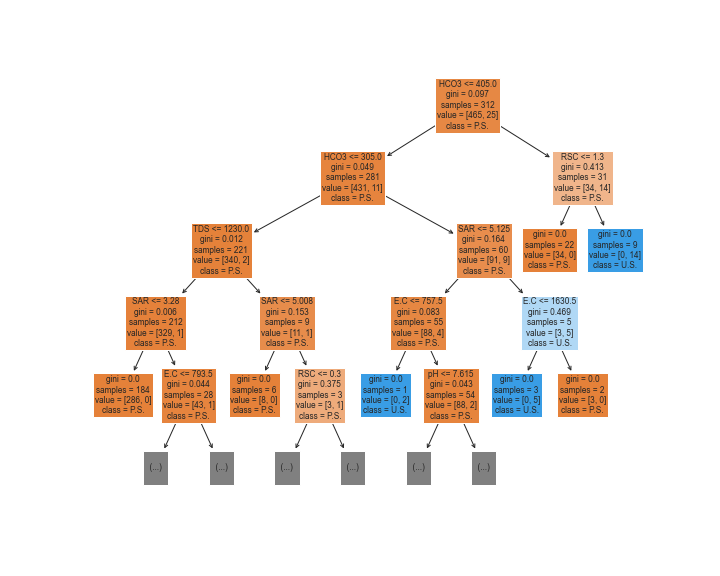 HCO3 <= 405.0
gini = 0.097
samples = 312
value = [465, 25]
class = P.S.
HCO3 <= 305.0
gini = 0.049
samples = 281
value = [431, 11]
class = P.S.
RSC <= 1.3
gini = 0.413
samples = 31
value = [34, 14]
class = P.S.
TDS <= 1230.0
gini = 0.012
samples = 221
value = [340, 2]
class = P.S.
SAR <= 5.125
gini = 0.164
samples = 60
value = [91, 9]
class = P.S.
gini = 0.0
samples = 22
value = [34, 0]
class = P.S.
gini = 0.0
samples = 9
value = [0, 14]
class = U.S.
SAR <= 3.28
gini = 0.006
samples = 212
value = [329, 1]
class = P.S.
SAR <= 5.008
gini = 0.153
samples = 9
value = [11, 1]
class = P.S.
E.C <= 757.5
gini = 0.083
samples = 55
value = [88, 4]
class = P.S.
E.C <= 1630.5
gini = 0.469
samples = 5
value = [3, 5]
class = U.S.
gini = 0.0
samples = 184
value = [286, 0]
class = P.S.
E.C <= 793.5
gini = 0.044
samples = 28
value = [43, 1]
class = P.S.
gini = 0.0
samples = 6
value = [8, 0]
class = P.S.
RSC <= 0.3
gini = 0.375
samples = 3
value = [3, 1]
class = P.S.
gini = 0.0
samples = 1
value = [0, 2]
class = U.S.
pH <= 7.615
gini = 0.043
samples = 54
value = [88, 2]
class = P.S.
gini = 0.0
samples = 3
value = [0, 5]
class = U.S.
gini = 0.0
samples = 2
value = [3, 0]
class = P.S.
(...)
(...)
(...)
(...)
(...)
(...)